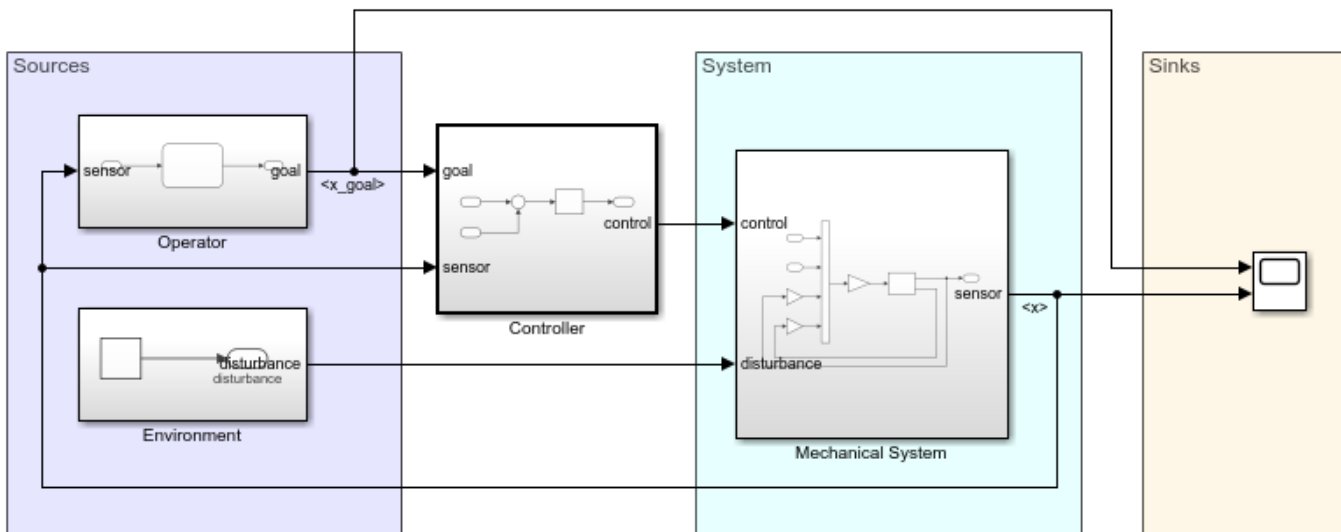 Sources
System
Sinks
sensor
goal
<x_goal>
Operator
goal
control
sensor
Controller
control
sensor
<x>
disturbance
Mechanical System
disturbance
disturbance
Environment